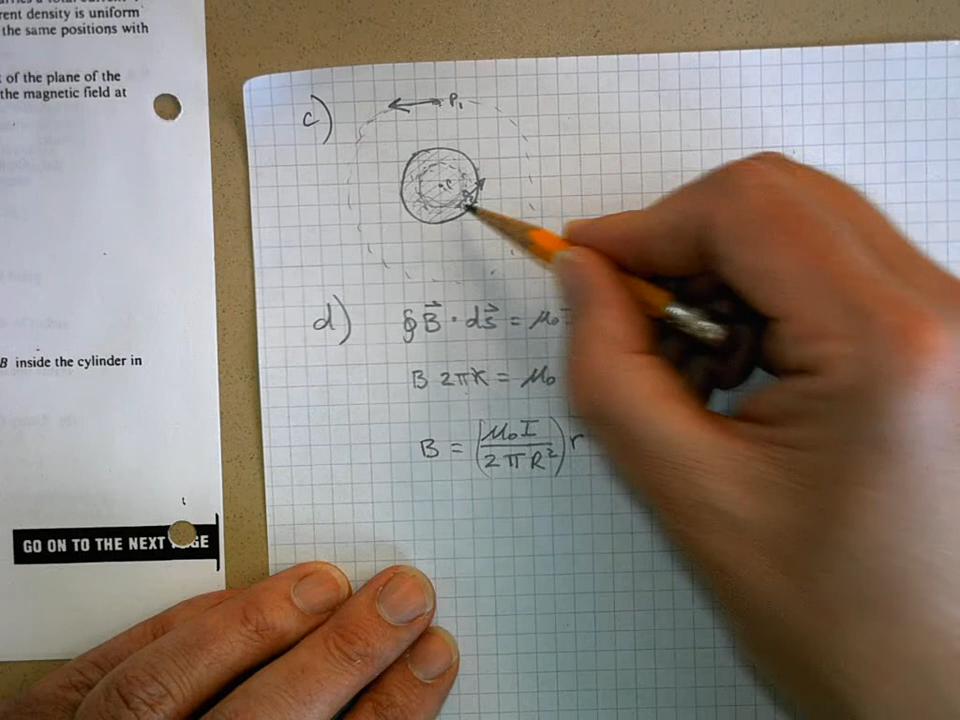 rent density is uniform
the same positions with
of the plane of the
the magnetic field at
B inside the cylinder in
GO ON TO THE NEXT
c)
P₁
d) ∮B⃗ · ds⃗ = μ₀
B 2πr = μ₀
B = (μ₀I / 2πR²) r